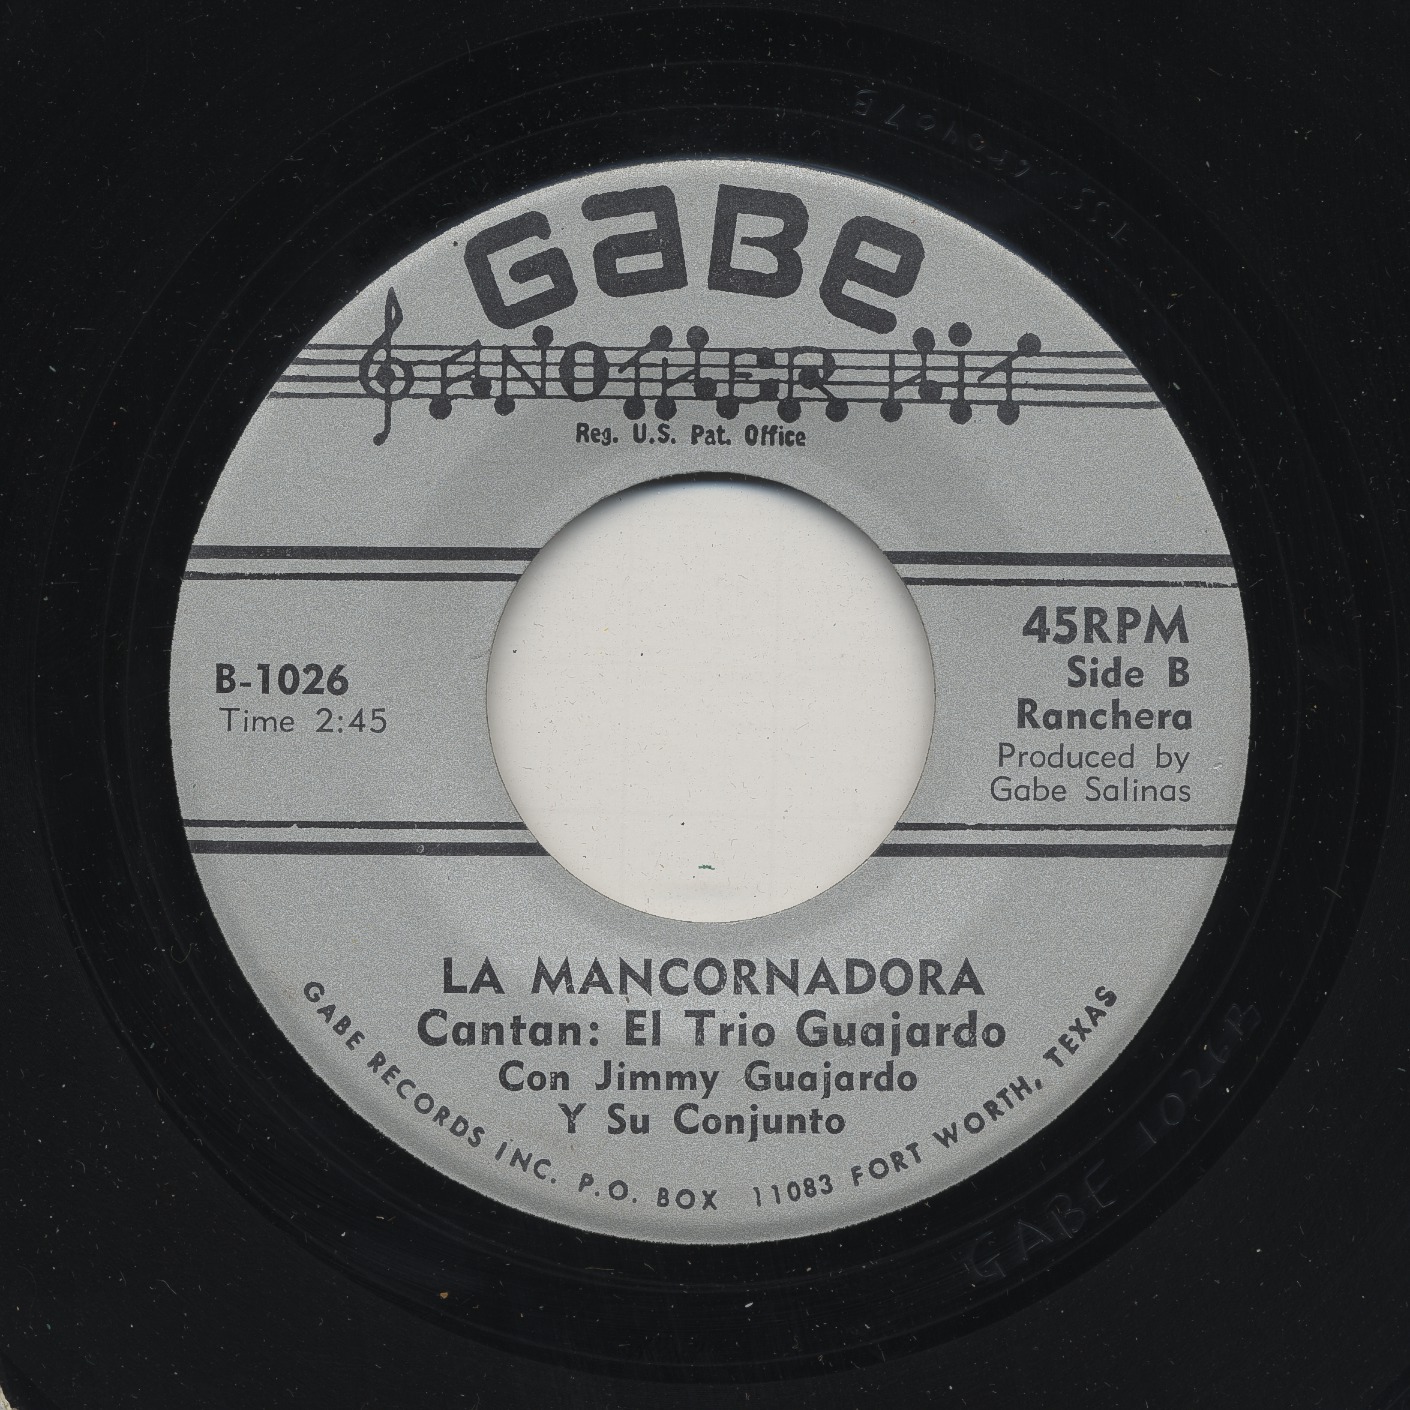 GaBe
ANOTHER HIT
Reg. U.S. Pat. Office
B-1026
Time 2:45
45RPM
Side B
Ranchera
Produced by
Gabe Salinas
LA MANCORNADORA
Cantan: El Trio Guajardo
Con Jimmy Guajardo
Y Su Conjunto
GABE RECORDS INC. P.O. BOX 11083 FORT WORTH, TEXAS
GABE 1026B